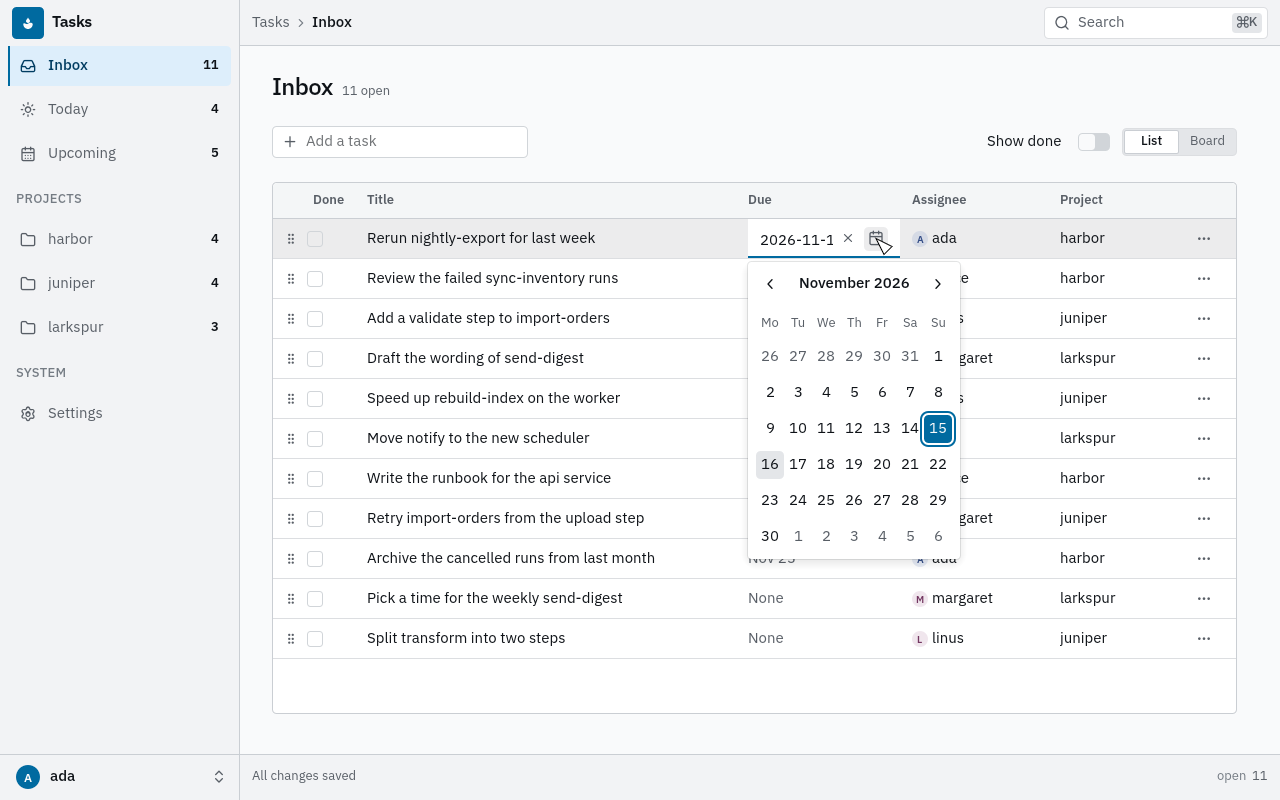 Tasks
Inbox 11
Today 4
Upcoming 5
PROJECTS
harbor 4
juniper 4
larkspur 3
SYSTEM
Settings
A ada
Tasks › Inbox
Search ⌘K
Inbox 11 open
Add a task
Show done List Board
Done Title Due Assignee Project
Rerun nightly-export for last week 2026-11-1 A ada harbor
Review the failed sync-inventory runs harbor
Add a validate step to import-orders juniper
Draft the wording of send-digest larkspur
Speed up rebuild-index on the worker juniper
Move notify to the new scheduler larkspur
Write the runbook for the api service harbor
Retry import-orders from the upload step juniper
Archive the cancelled runs from last month Nov 25 A ada harbor
Pick a time for the weekly send-digest None M margaret larkspur
Split transform into two steps None L linus juniper
November 2026
Mo Tu We Th Fr Sa Su
26 27 28 29 30 31 1
2 3 4 5 6 7 8
9 10 11 12 13 14 15
16 17 18 19 20 21 22
23 24 25 26 27 28 29
30 1 2 3 4 5 6
All changes saved
open 11